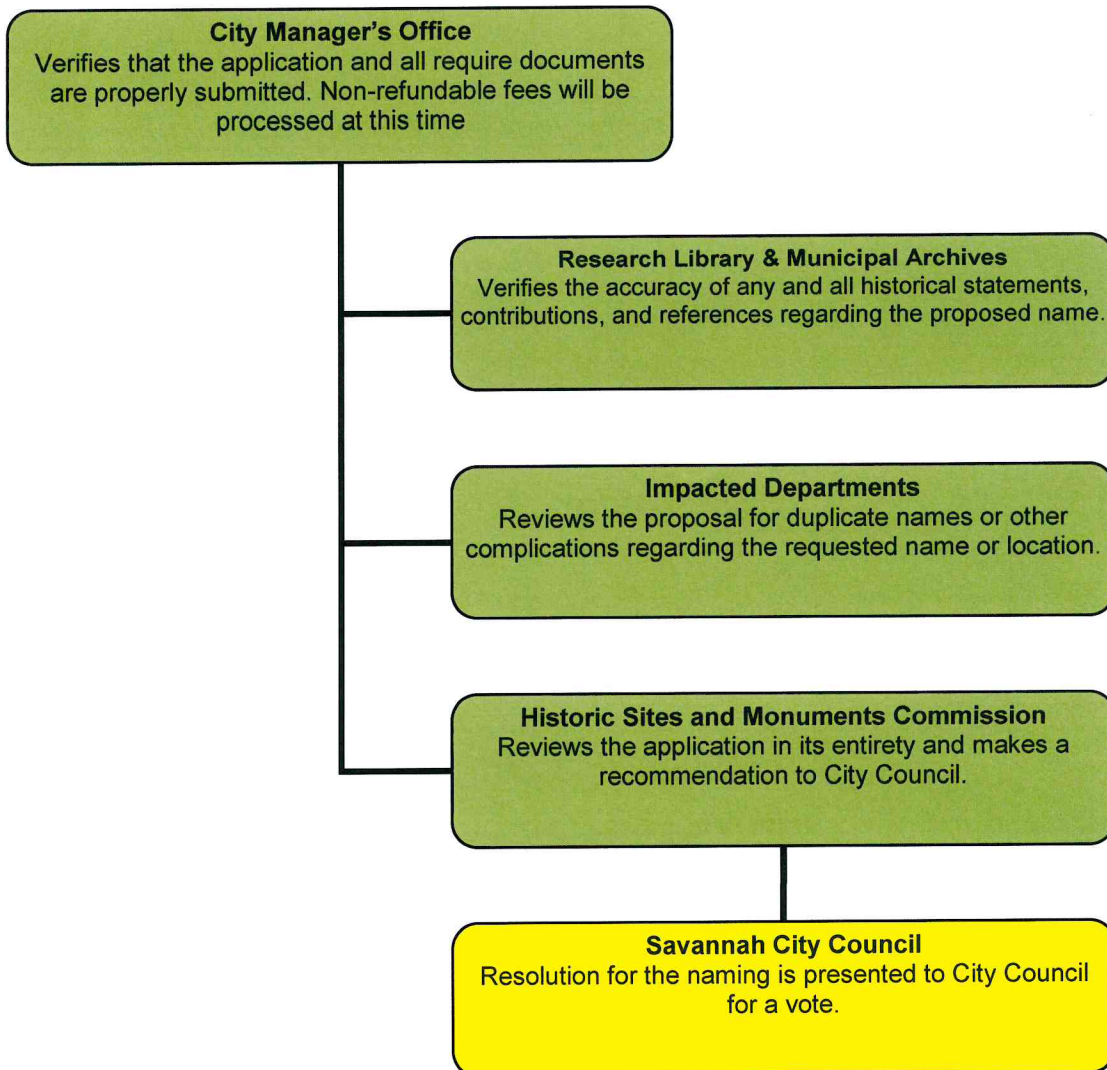 City Manager's Office
Verifies that the application and all require documents
are properly submitted. Non-refundable fees will be
processed at this time
Research Library & Municipal Archives
Verifies the accuracy of any and all historical statements,
contributions, and references regarding the proposed name.
Impacted Departments
Reviews the proposal for duplicate names or other
complications regarding the requested name or location.
Historic Sites and Monuments Commission
Reviews the application in its entirety and makes a
recommendation to City Council.
Savannah City Council
Resolution for the naming is presented to City Council
for a vote.